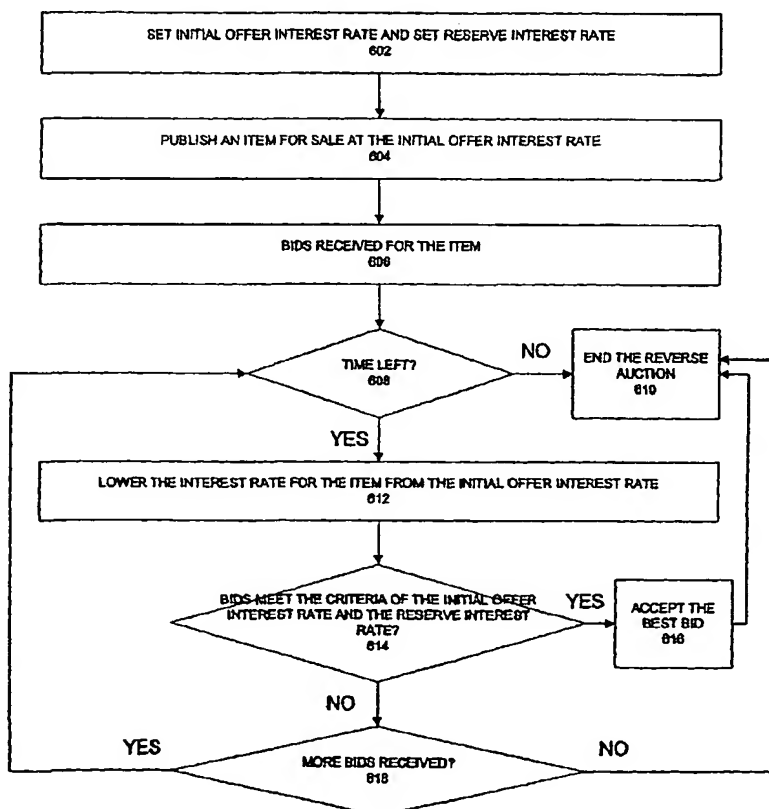 SET INITIAL OFFER INTEREST RATE AND SET RESERVE INTEREST RATE
602
PUBLISH AN ITEM FOR SALE AT THE INITIAL OFFER INTEREST RATE
604
BIDS RECEIVED FOR THE ITEM
606
TIME LEFT?
608
NO
END THE REVERSE
AUCTION
610
YES
LOWER THE INTEREST RATE FOR THE ITEM FROM THE INITIAL OFFER INTEREST RATE
612
BIDS MEET THE CRITERIA OF THE INITIAL OFFER
INTEREST RATE AND THE RESERVE INTEREST
RATE?
614
YES
ACCEPT THE
BEST BID
616
NO
YES
MORE BIDS RECEIVED?
618
NO